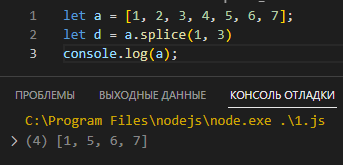 1 let a = [1, 2, 3, 4, 5, 6, 7];
2 let d = a.splice(1, 3)
3 console.log(a);
ПРОБЛЕМЫ ВЫХОДНЫЕ ДАННЫЕ КОНСОЛЬ ОТЛАДКИ
C:\Program Files\nodejs\node.exe .\1.js
> (4) [1, 5, 6, 7]